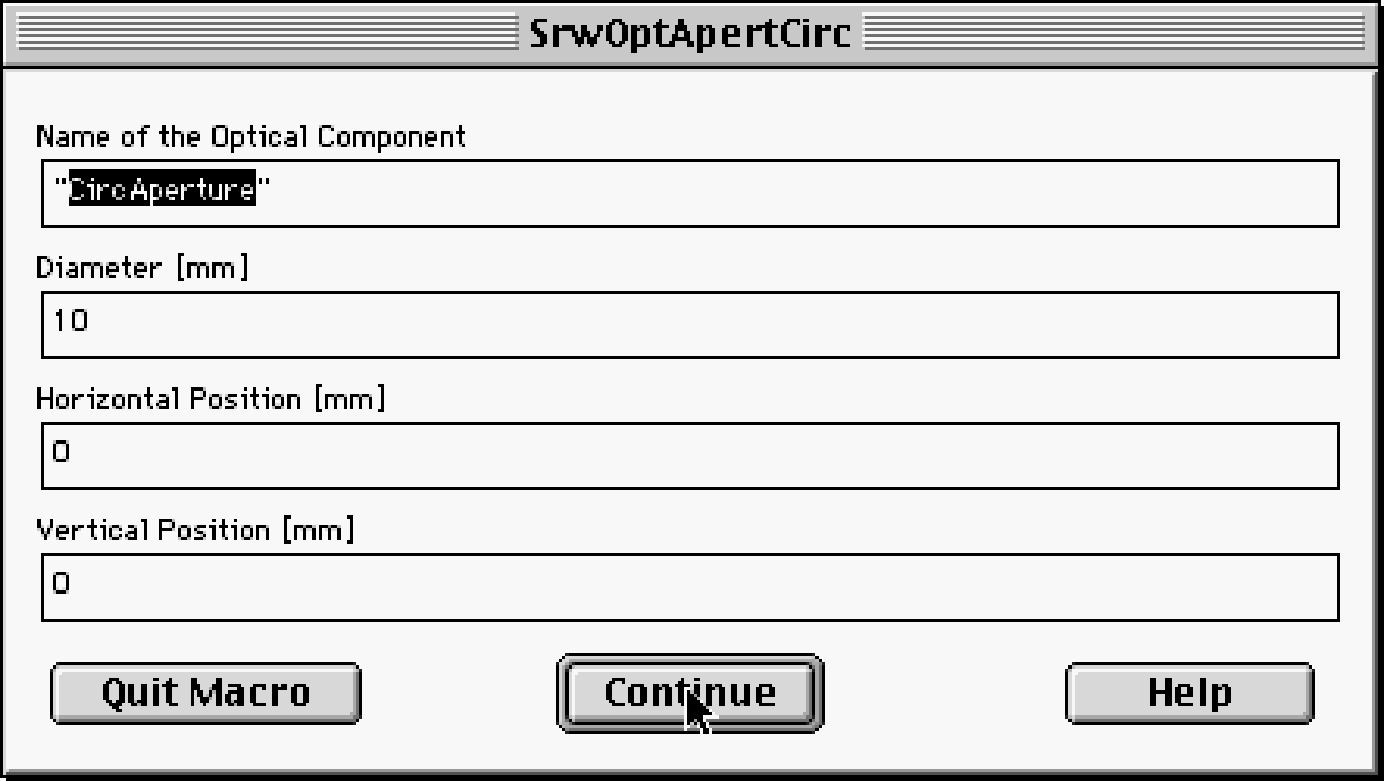 SrwOptApertCirc
Name of the Optical Component
"CircAperture"
Diameter [mm]
10
Horizontal Position [mm]
0
Vertical Position [mm]
0
Quit Macro Continue Help